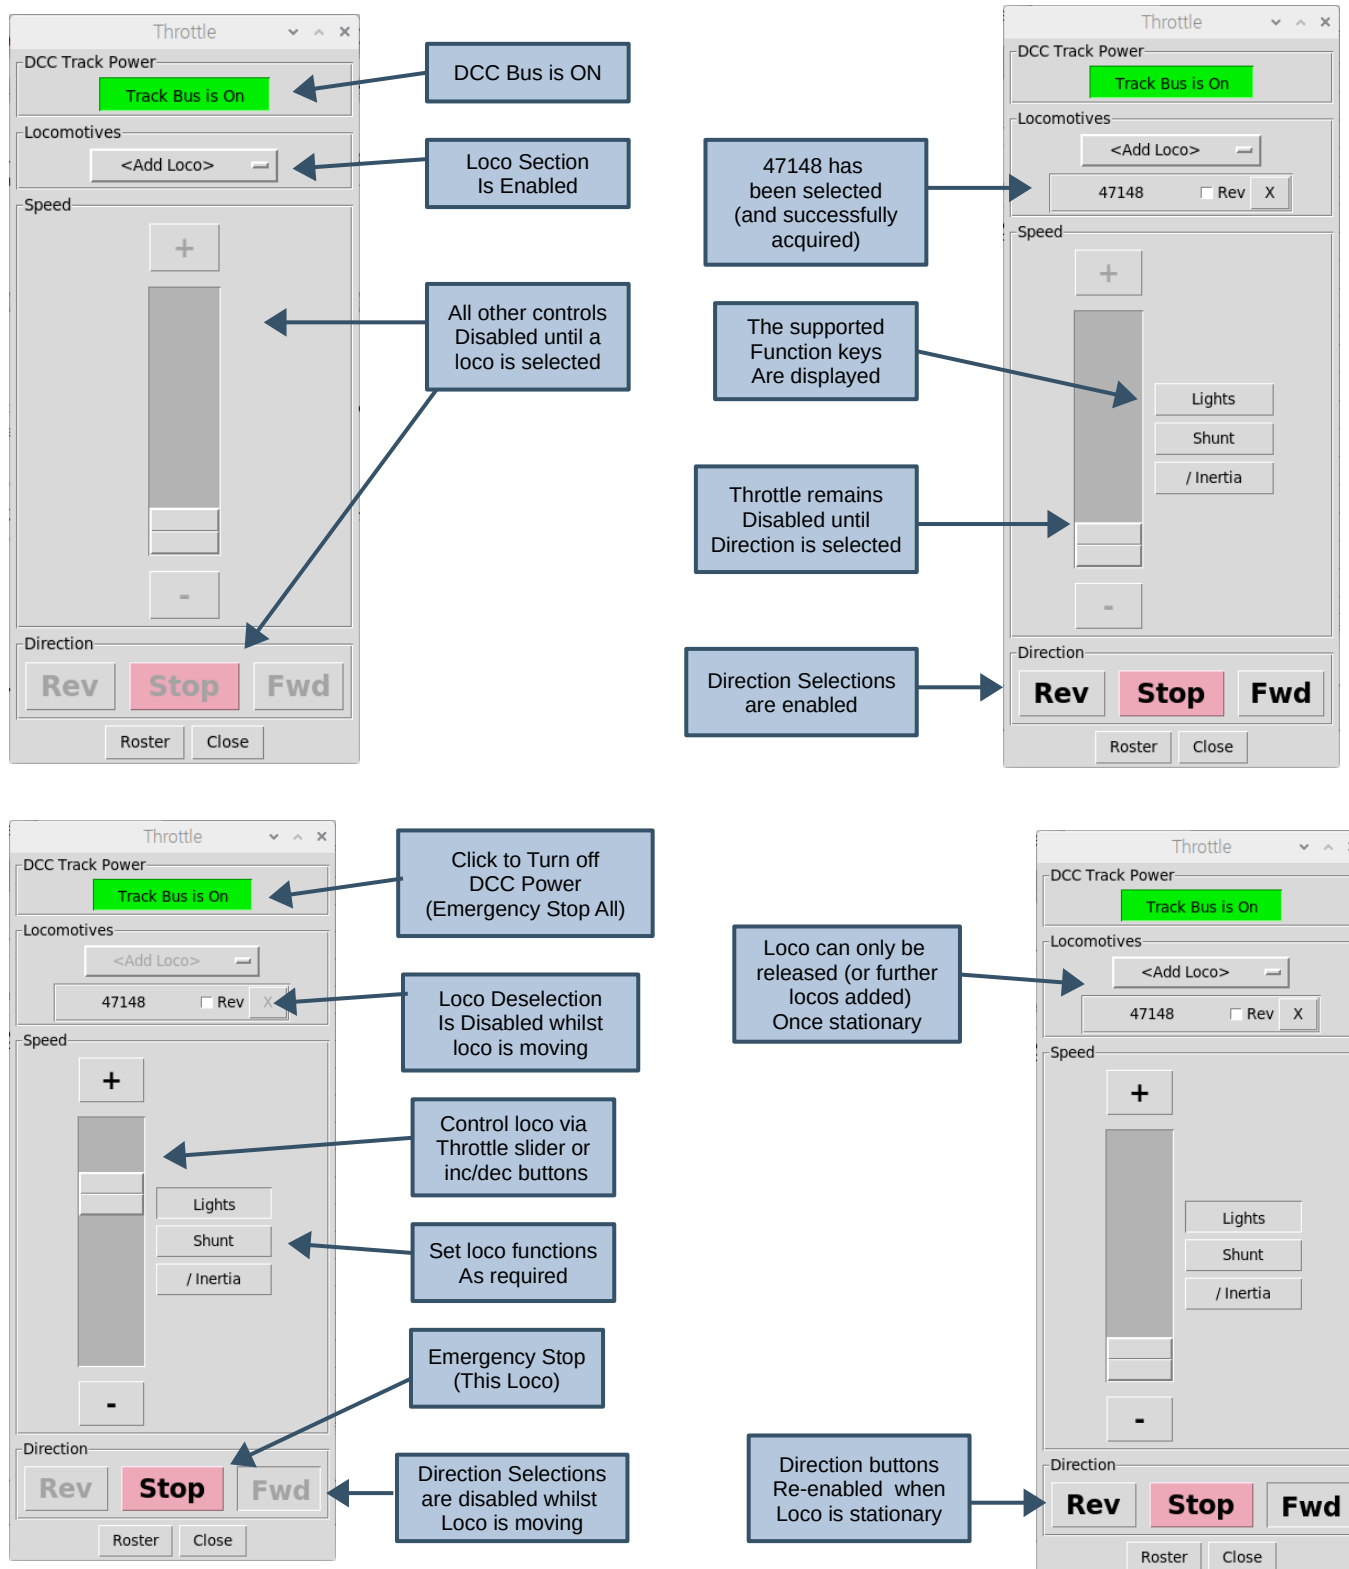 Throttle
DCC Track Power
Track Bus is On
Locomotives
<Add Loco>
Speed
+
-
Direction
Rev Stop Fwd
Roster Close
DCC Bus is ON
Loco Section
Is Enabled
All other controls
Disabled until a
loco is selected
47148 has
been selected
(and successfully
acquired)
The supported
Function keys
Are displayed
Throttle remains
Disabled until
Direction is selected
Direction Selections
are enabled
Throttle
DCC Track Power
Track Bus is On
Locomotives
<Add Loco>
47148 Rev X
Speed
+
Lights
Shunt
/ Inertia
-
Direction
Rev Stop Fwd
Roster Close
Throttle
DCC Track Power
Track Bus is On
Locomotives
<Add Loco>
47148 Rev X
Speed
+
Lights
Shunt
/ Inertia
-
Direction
Rev Stop Fwd
Roster Close
Click to Turn off
DCC Power
(Emergency Stop All)
Loco Deselection
Is Disabled whilst
loco is moving
Control loco via
Throttle slider or
inc/dec buttons
Set loco functions
As required
Emergency Stop
(This Loco)
Direction Selections
are disabled whilst
Loco is moving
Loco can only be
released (or further
locos added)
Once stationary
Direction buttons
Re-enabled when
Loco is stationary
Throttle
DCC Track Power
Track Bus is On
Locomotives
<Add Loco>
47148 Rev X
Speed
+
Lights
Shunt
/ Inertia
-
Direction
Rev Stop Fwd
Roster Close